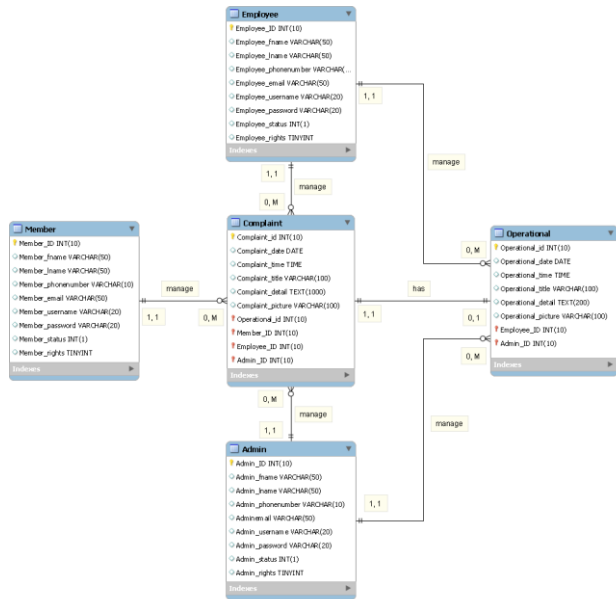 Employee
Employee_ID INT(10)
Employee_fname VARCHAR(50)
Employee_lname VARCHAR(50)
Employee_phonenumber VARCHAR(...
Employee_email VARCHAR(50)
Employee_username VARCHAR(20)
Employee_password VARCHAR(20)
Employee_status INT(1)
Employee_rights TINYINT
Indexes
1, 1
manage
1, 1
manage
0, M
Member
Member_ID INT(10)
Member_fname VARCHAR(50)
Member_lname VARCHAR(50)
Member_phonenumber VARCHAR(10)
Member_email VARCHAR(50)
Member_username VARCHAR(20)
Member_password VARCHAR(20)
Member_status INT(1)
Member_rights TINYINT
Indexes
manage
1, 1
0, M
Complaint
Complaint_id INT(10)
Complaint_date DATE
Complaint_time TIME
Complaint_title VARCHAR(100)
Complaint_detail TEXT(1000)
Complaint_picture VARCHAR(100)
Operational_id INT(10)
Member_ID INT(10)
Employee_ID INT(10)
Admin_ID INT(10)
Indexes
has
1, 1
0, 1
0, M
Operational
Operational_id INT(10)
Operational_date DATE
Operational_time TIME
Operational_title VARCHAR(100)
Operational_detail TEXT(200)
Operational_picture VARCHAR(100)
Employee_ID INT(10)
Admin_ID INT(10)
Indexes
0, M
0, M
manage
1, 1
manage
Admin
Admin_ID INT(10)
Admin_fname VARCHAR(50)
Admin_lname VARCHAR(50)
Admin_phonenumber VARCHAR(10)
Adminemail VARCHAR(50)
Admin_username VARCHAR(20)
Admin_password VARCHAR(20)
Admin_status INT(1)
Admin_rights TINYINT
Indexes
1, 1